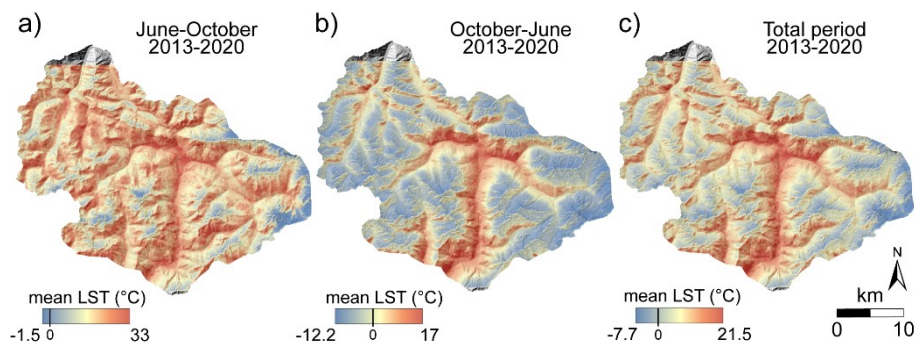 a)
June-October
2013-2020
b)
October-June
2013-2020
c)
Total period
2013-2020
mean LST (°C)
-1.5 0 33
mean LST (°C)
-12.2 0 17
mean LST (°C)
-7.7 0 21.5
N
km
0 10